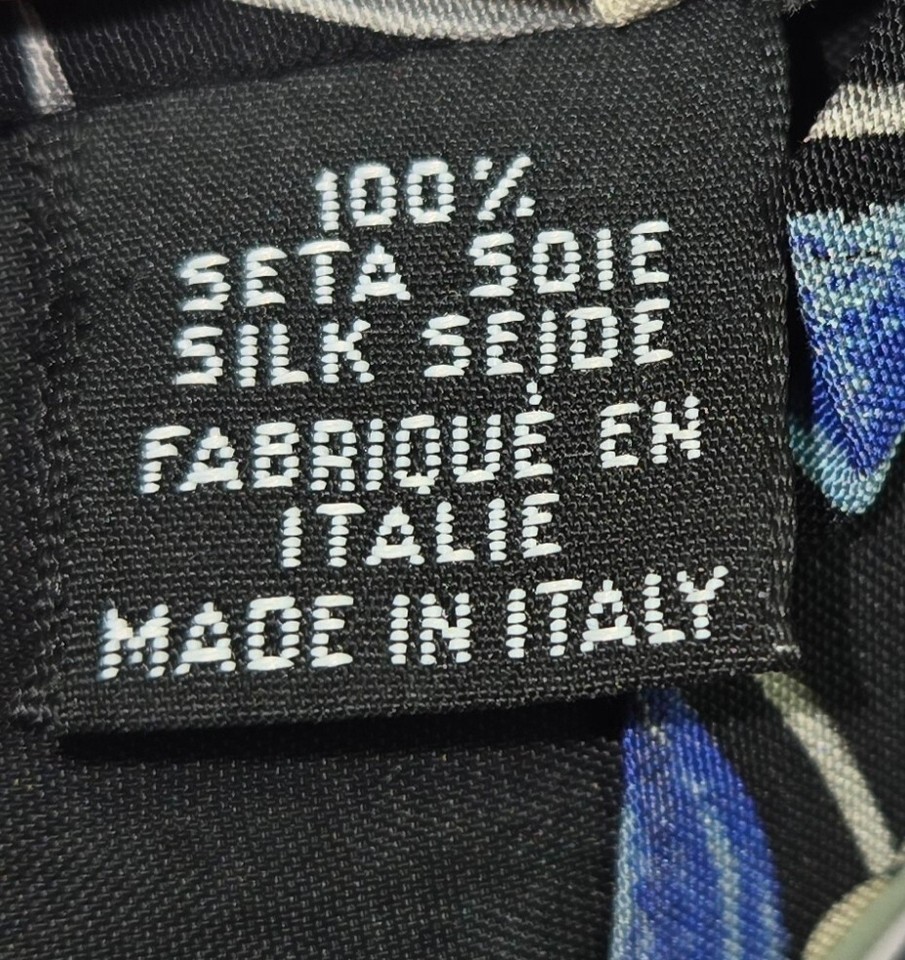 100%
SETA SOIE
SILK SEIDE
FABRIQUÉ EN
ITALIE
MADE IN ITALY